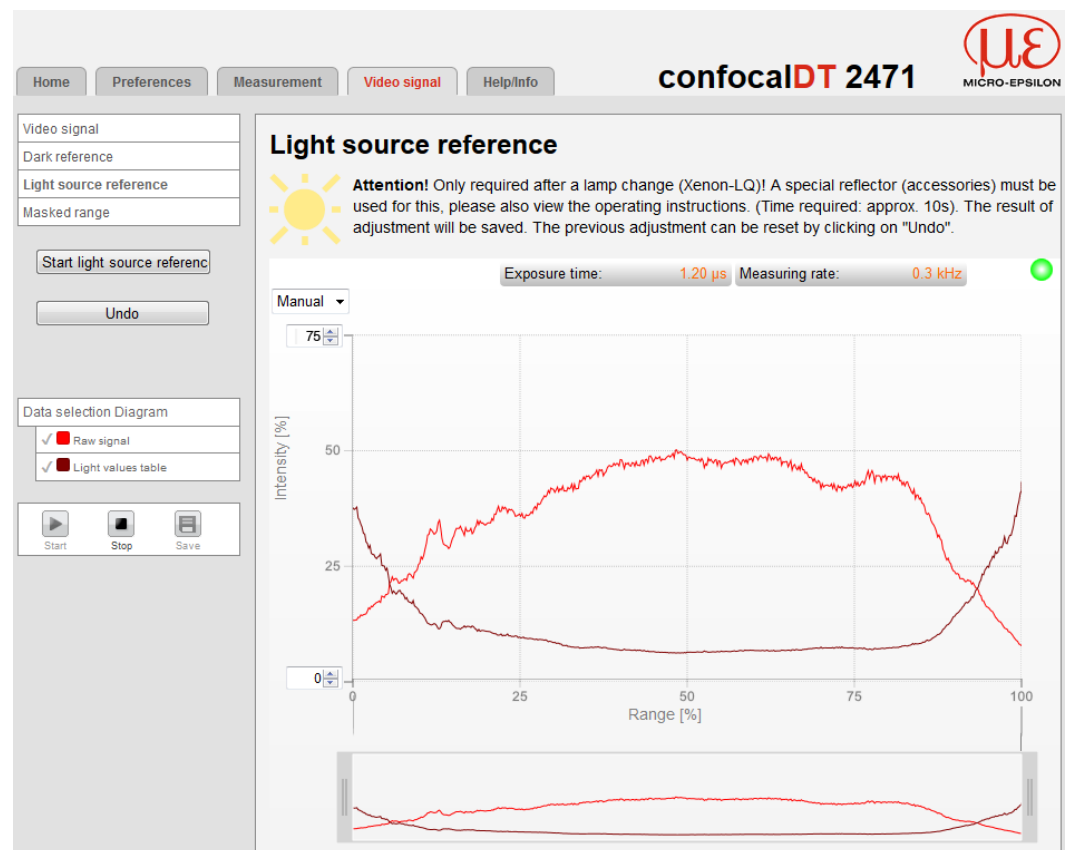 με
MICRO-EPSILON
Home
Preferences
Measurement
Video signal
Help/Info
confocalDT 2471
Video signal
Dark reference
Light source reference
Masked range
Start light source referenc
Undo
Data selection Diagram
Raw signal
Light values table
Start
Stop
Save
Light source reference
Attention! Only required after a lamp change (Xenon-LQ)! A special reflector (accessories) must be
used for this, please also view the operating instructions. (Time required: approx. 10s). The result of
adjustment will be saved. The previous adjustment can be reset by clicking on "Undo".
Exposure time: 1.20 µs
Measuring rate: 0.3 kHz
Manual
75
50
25
0
Intensity [%]
0
25
50
75
100
Range [%]